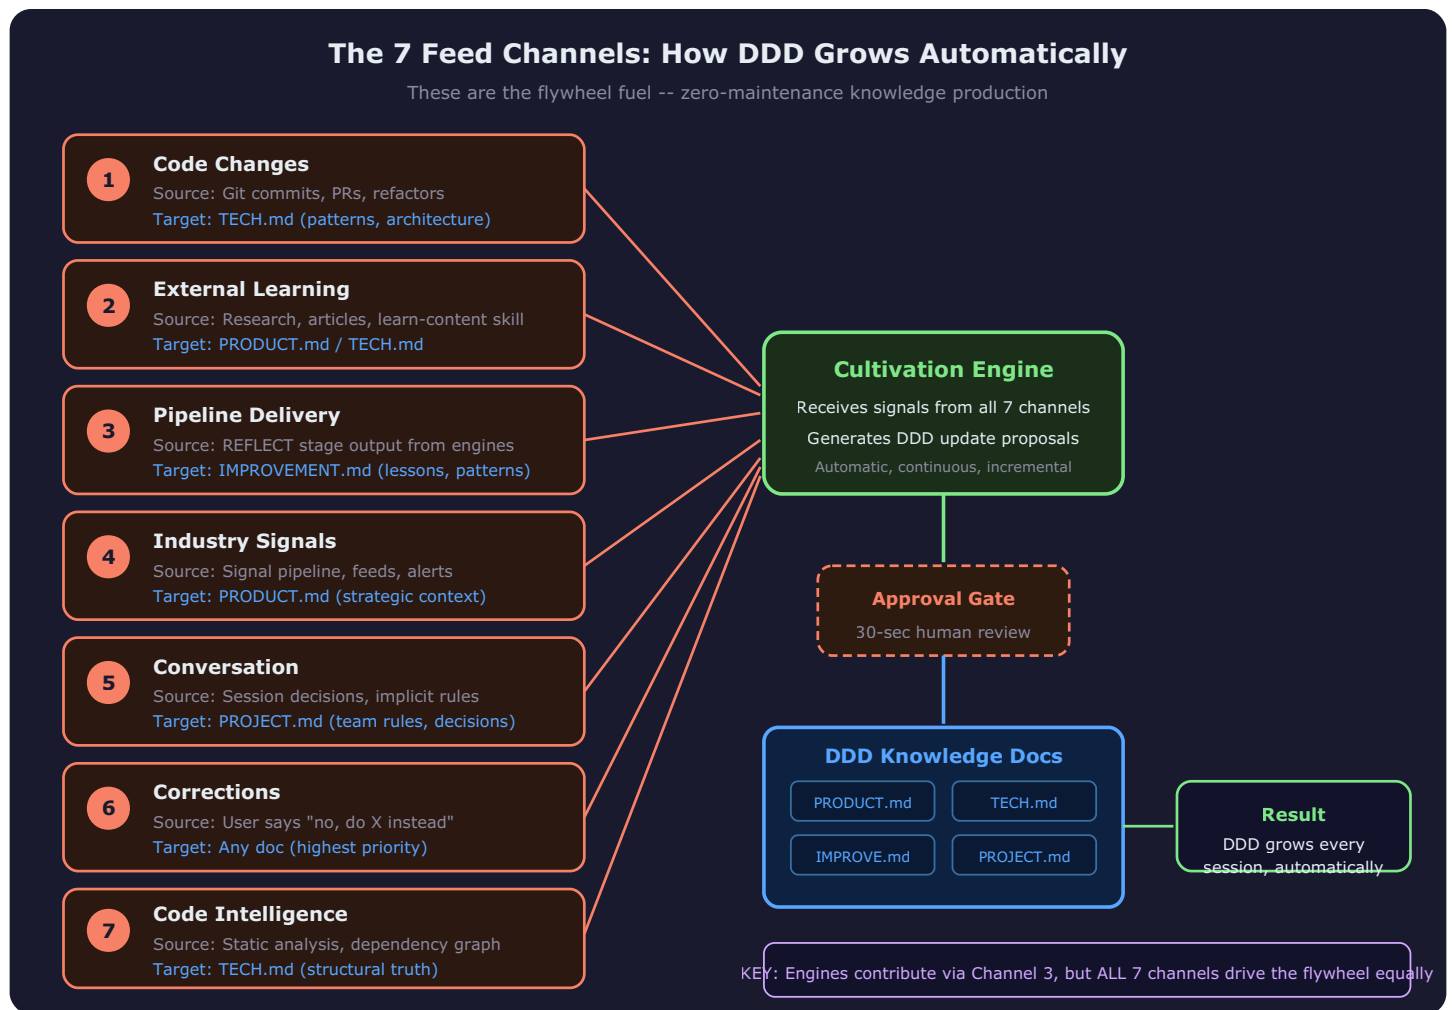 The 7 Feed Channels: How DDD Grows Automatically
These are the flywheel fuel -- zero-maintenance knowledge production
1
Code Changes
Source: Git commits, PRs, refactors
Target: TECH.md (patterns, architecture)
2
External Learning
Source: Research, articles, learn-content skill
Target: PRODUCT.md / TECH.md
3
Pipeline Delivery
Source: REFLECT stage output from engines
Target: IMPROVEMENT.md (lessons, patterns)
4
Industry Signals
Source: Signal pipeline, feeds, alerts
Target: PRODUCT.md (strategic context)
5
Conversation
Source: Session decisions, implicit rules
Target: PROJECT.md (team rules, decisions)
6
Corrections
Source: User says "no, do X instead"
Target: Any doc (highest priority)
7
Code Intelligence
Source: Static analysis, dependency graph
Target: TECH.md (structural truth)
Cultivation Engine
Receives signals from all 7 channels
Generates DDD update proposals
Automatic, continuous, incremental
Approval Gate
30-sec human review
DDD Knowledge Docs
PRODUCT.md
TECH.md
IMPROVE.md
PROJECT.md
Result
DDD grows every
session, automatically
KEY: Engines contribute via Channel 3, but ALL 7 channels drive the flywheel equally